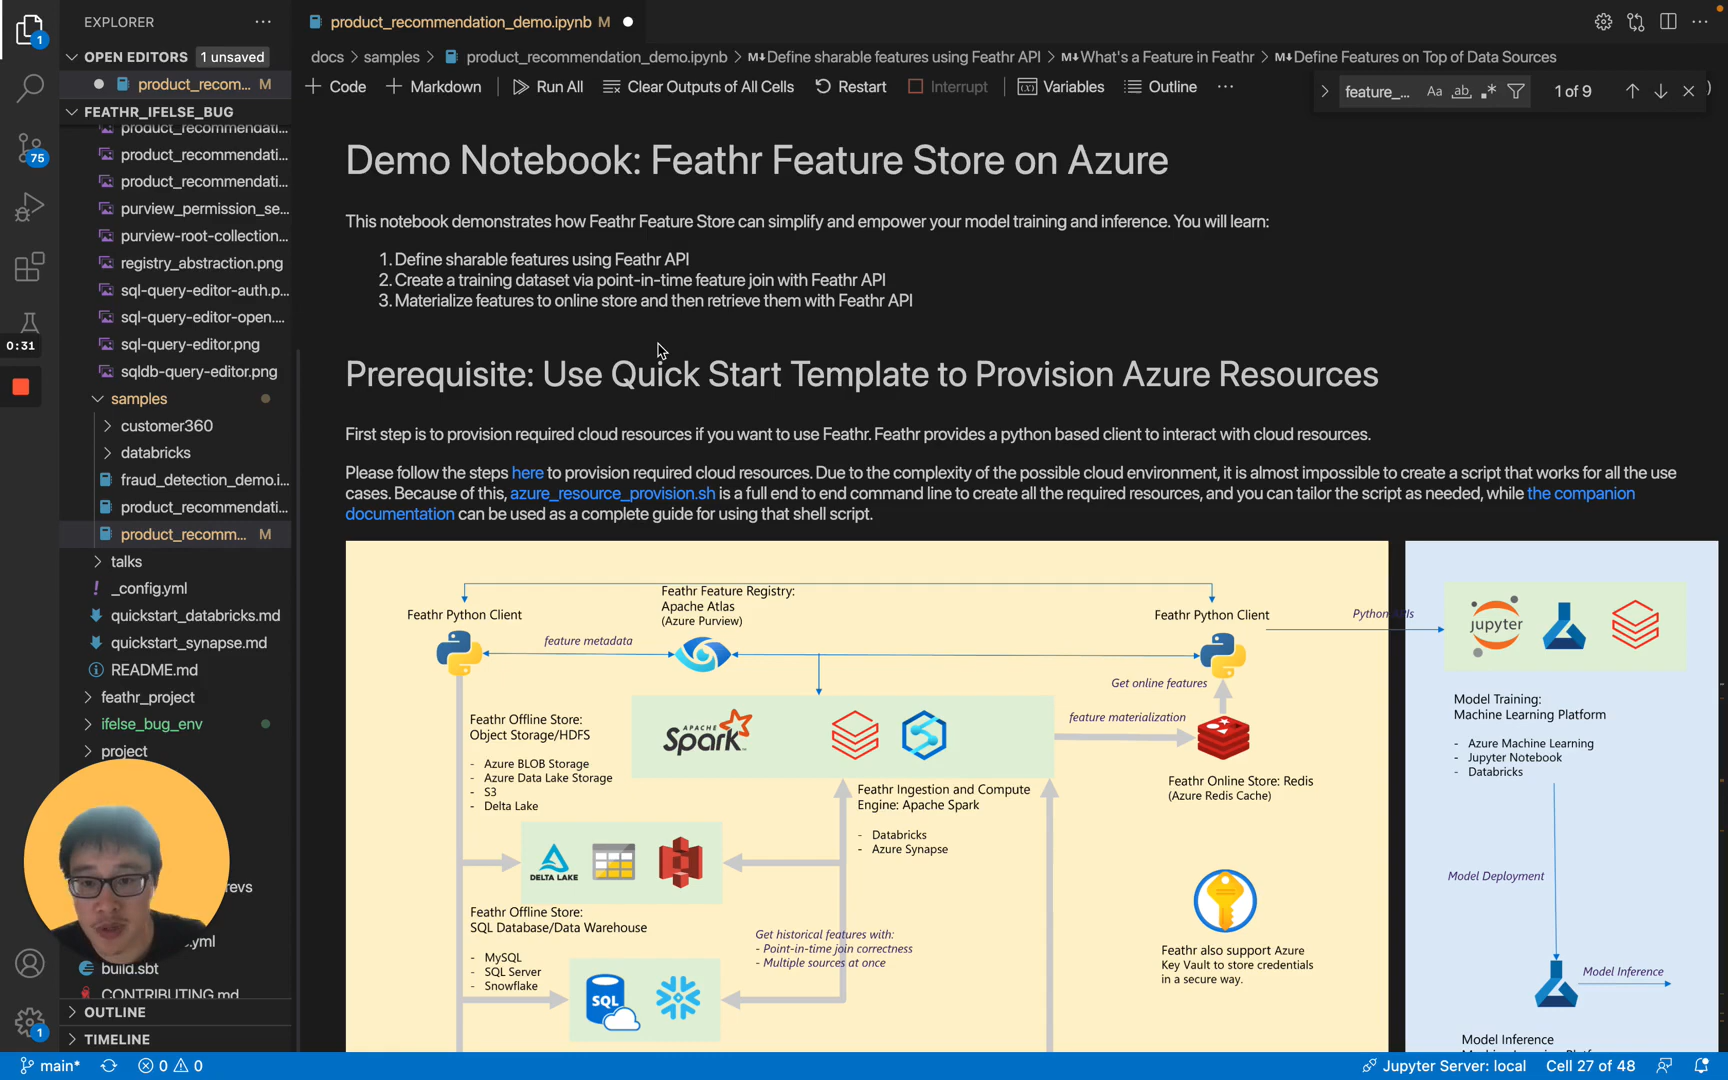 EXPLORER
OPEN EDITORS 1 unsaved
product_recom... M
FEATHR_IFELSE_BUG
product_recommendati...
product_recommendati...
product_recommendati...
purview_permission_se...
purview-root-collection...
registry_abstraction.png
sql-query-editor-auth.p...
sql-query-editor-open....
sql-query-editor.png
sqldb-query-editor.png
samples
customer360
databricks
fraud_detection_demo.i...
product_recommendati...
product_recomm... M
talks
_config.yml
quickstart_databricks.md
quickstart_synapse.md
README.md
feathr_project
ifelse_bug_env
project
revs
.yml
build.sbt
CONTRIBUTING.md
OUTLINE
TIMELINE
1
75
0:31
1
product_recommendation_demo.ipynb M
docs > samples > product_recommendation_demo.ipynb > M↓Define sharable features using Feathr API > M↓What's a Feature in Feathr > M↓Define Features on Top of Data Sources
+ Code + Markdown Run All Clear Outputs of All Cells Restart Interrupt Variables Outline ...
feature_... Aa ab .* 1 of 9
Demo Notebook: Feathr Feature Store on Azure
This notebook demonstrates how Feathr Feature Store can simplify and empower your model training and inference. You will learn:
1. Define sharable features using Feathr API
2. Create a training dataset via point-in-time feature join with Feathr API
3. Materialize features to online store and then retrieve them with Feathr API
Prerequisite: Use Quick Start Template to Provision Azure Resources
First step is to provision required cloud resources if you want to use Feathr. Feathr provides a python based client to interact with cloud resources.
Please follow the steps here to provision required cloud resources. Due to the complexity of the possible cloud environment, it is almost impossible to create a script that works for all the use
cases. Because of this, azure_resource_provision.sh is a full end to end command line to create all the required resources, and you can tailor the script as needed, while the companion
documentation can be used as a complete guide for using that shell script.
Feathr Python Client
feature metadata
Feathr Feature Registry:
Apache Atlas
(Azure Purview)
Feathr Python Client
Get online features
Feathr Offline Store:
Object Storage/HDFS
- Azure BLOB Storage
- Azure Data Lake Storage
- S3
- Delta Lake
APACHE
Spark
feature materialization
Feathr Ingestion and Compute
Engine: Apache Spark
- Databricks
- Azure Synapse
Feathr Online Store: Redis
(Azure Redis Cache)
DELTA LAKE
Feathr Offline Store:
SQL Database/Data Warehouse
- MySQL
- SQL Server
- Snowflake
SQL
Get historical features with:
- Point-in-time join correctness
- Multiple sources at once
Feathr also support Azure
Key Vault to store credentials
in a secure way.
Python APIs
jupyter
Model Training:
Machine Learning Platform
- Azure Machine Learning
- Jupyter Notebook
- Databricks
Model Deployment
Model Inference
Model Inference
main* 0 0
Jupyter Server: local Cell 27 of 48